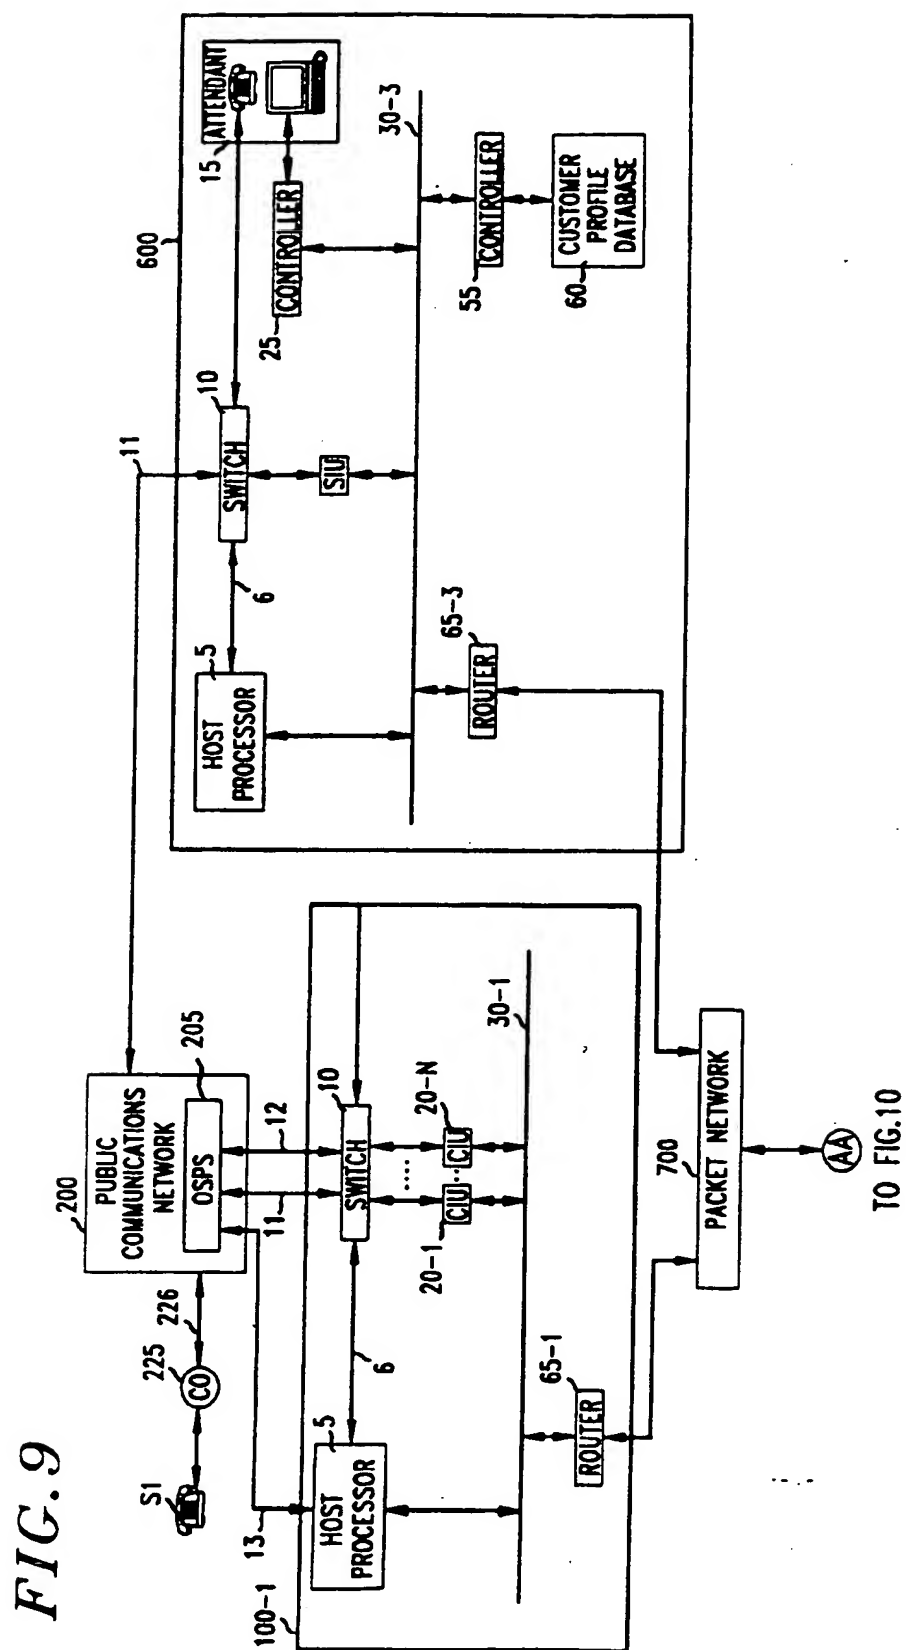 FIG. 9
S1
CO
225
226
200
PUBLIC
COMMUNICATIONS
NETWORK
OSPS
205
11
13
11
12
100-1
HOST
PROCESSOR
5
6
SWITCH
10
20-1
CIU
....
..
CIU
20-N
30-1
ROUTER
65-1
600
HOST
PROCESSOR
5
6
SWITCH
10
SIU
ATTENDANT
15
25
CONTROLLER
30-3
ROUTER
65-3
55
CONTROLLER
60
CUSTOMER
PROFILE
DATABASE
700
PACKET NETWORK
AA
TO FIG.10